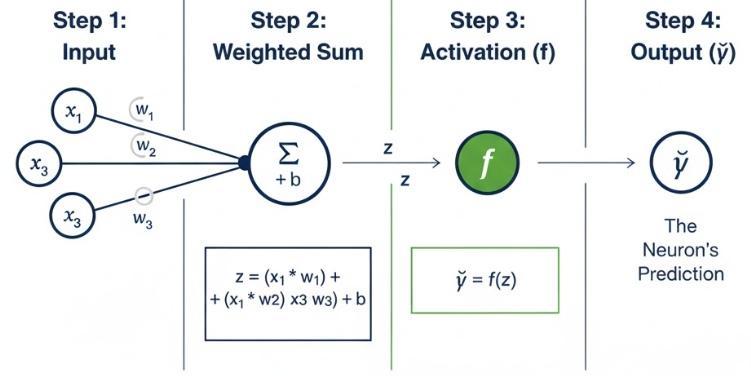 Step 1:
Input
Step 2:
Weighted Sum
Step 3:
Activation (f)
Step 4:
Output (y̆)
x₁
w₁
w₂
x₃
x₃
w₃
Σ
+ b
z
z
f
y̆
The
Neuron's
Prediction
z = (x₁ * w₁) +
+ (x₁ * w2) x3 w3) + b
y̆ = f(z)